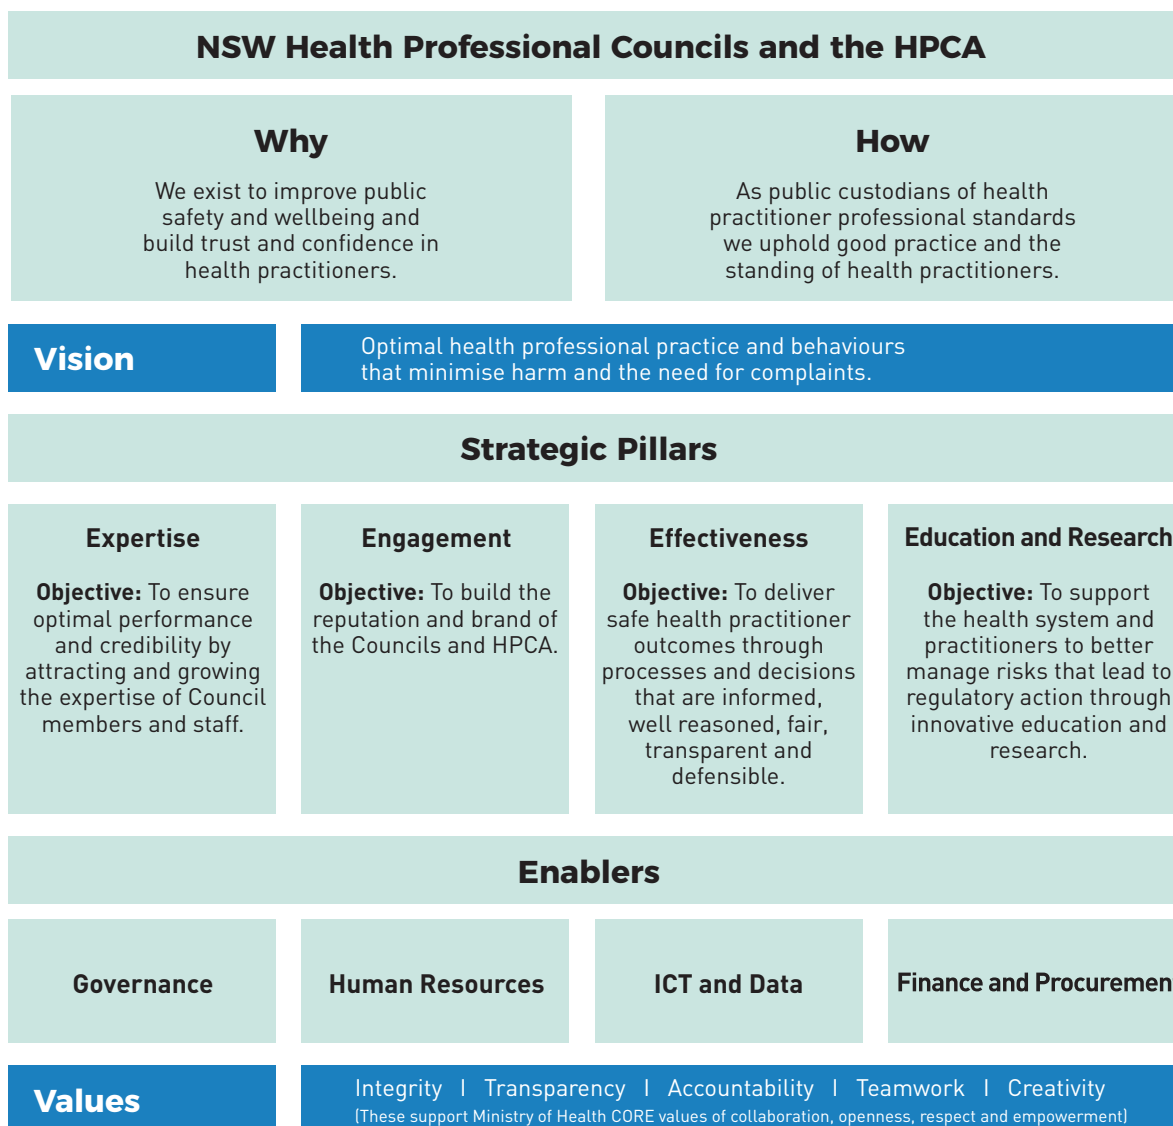 NSW Health Professional Councils and the HPCA
Why
We exist to improve public
safety and wellbeing and
build trust and confidence in
health practitioners.
How
As public custodians of health
practitioner professional standards
we uphold good practice and the
standing of health practitioners.
Vision
Optimal health professional practice and behaviours
that minimise harm and the need for complaints.
Strategic Pillars
Expertise
Objective: To ensure
optimal performance
and credibility by
attracting and growing
the expertise of Council
members and staff.
Engagement
Objective: To build the
reputation and brand of
the Councils and HPCA.
Effectiveness
Objective: To deliver
safe health practitioner
outcomes through
processes and decisions
that are informed,
well reasoned, fair,
transparent and
defensible.
Education and Research
Objective: To support
the health system and
practitioners to better
manage risks that lead to
regulatory action through
innovative education and
research.
Enablers
Governance
Human Resources
ICT and Data
Finance and Procuremen
Values
Integrity I Transparency I Accountability I Teamwork I Creativity
(These support Ministry of Health CORE values of collaboration, openness, respect and empowerment)